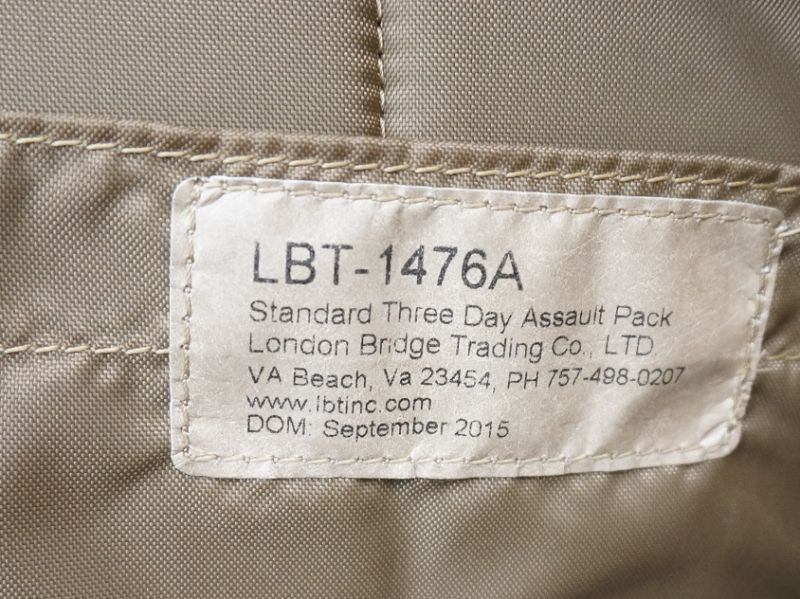 LBT-1476A
Standard Three Day Assault Pack
London Bridge Trading Co., LTD.
VA Beach, Va 23454, PH 757-498-0207
www.lbtinc.com
DOM: September 2015